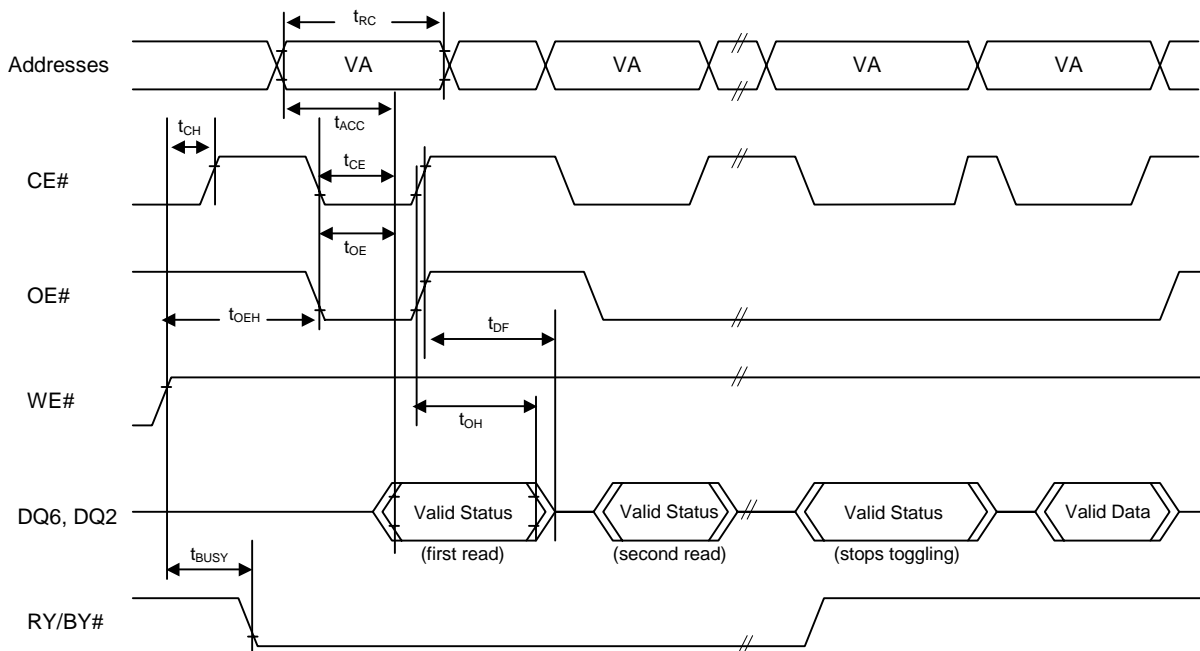 tRC
Addresses VA VA VA VA
tACC
tCH
tCE
CE#
tOE
OE#
tOEH
tDF
WE#
tOH
DQ6, DQ2 Valid Status Valid Status Valid Status Valid Data
(first read) (second read) (stops toggling)
tBUSY
RY/BY#